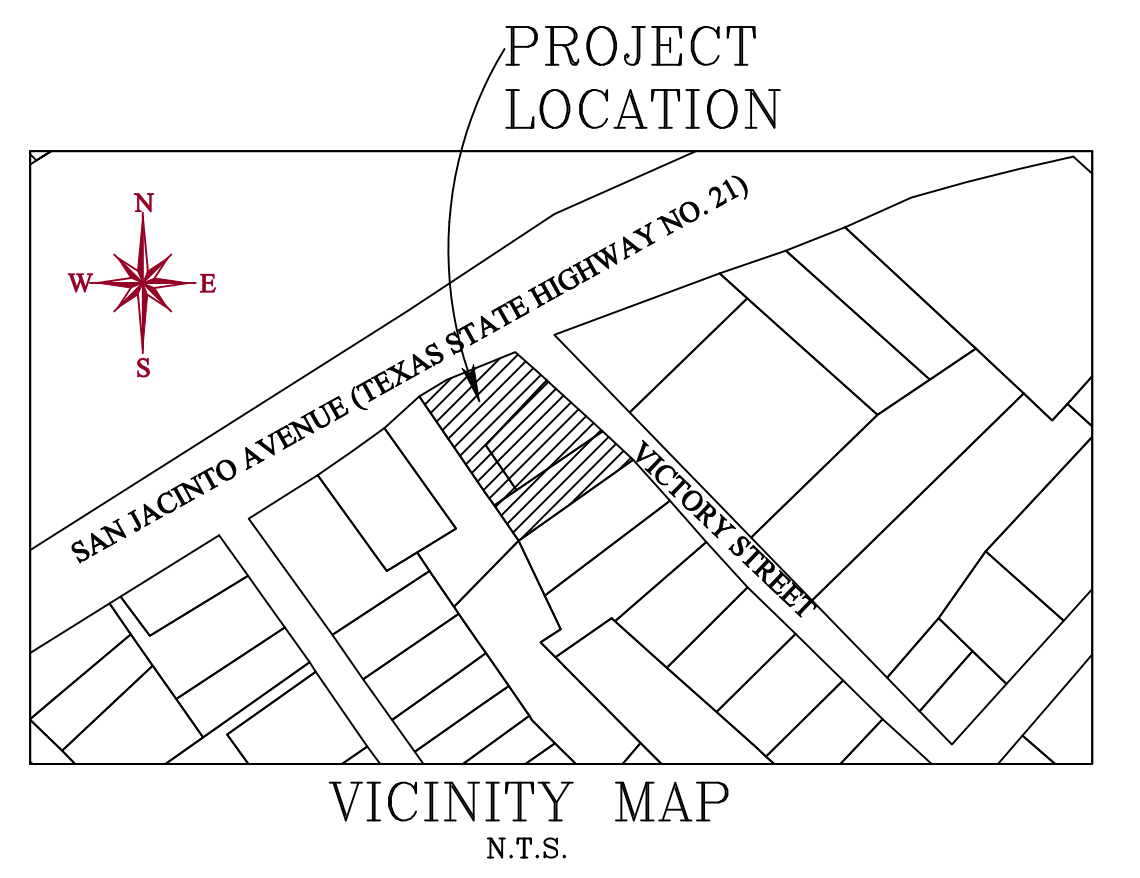 PROJECT
LOCATION
N
W E
S
SAN JACINTO AVENUE (TEXAS STATE HIGHWAY NO. 21)
VICTORY STREET
VICINITY MAP
N.T.S.